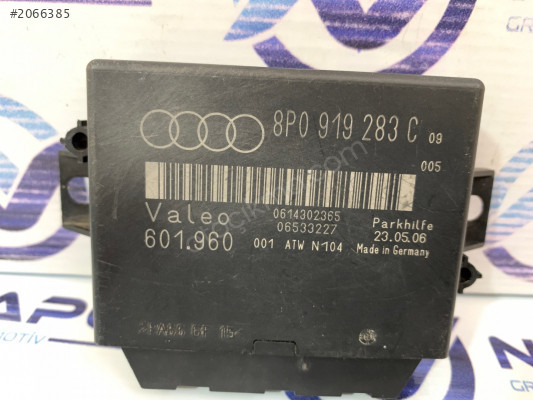 #2066385
8P0 919 283 C 09
005
Valeo 0614302365 Parkhilfe
06533227 23.05.06
601.960 001 ATW N104 Made in Germany